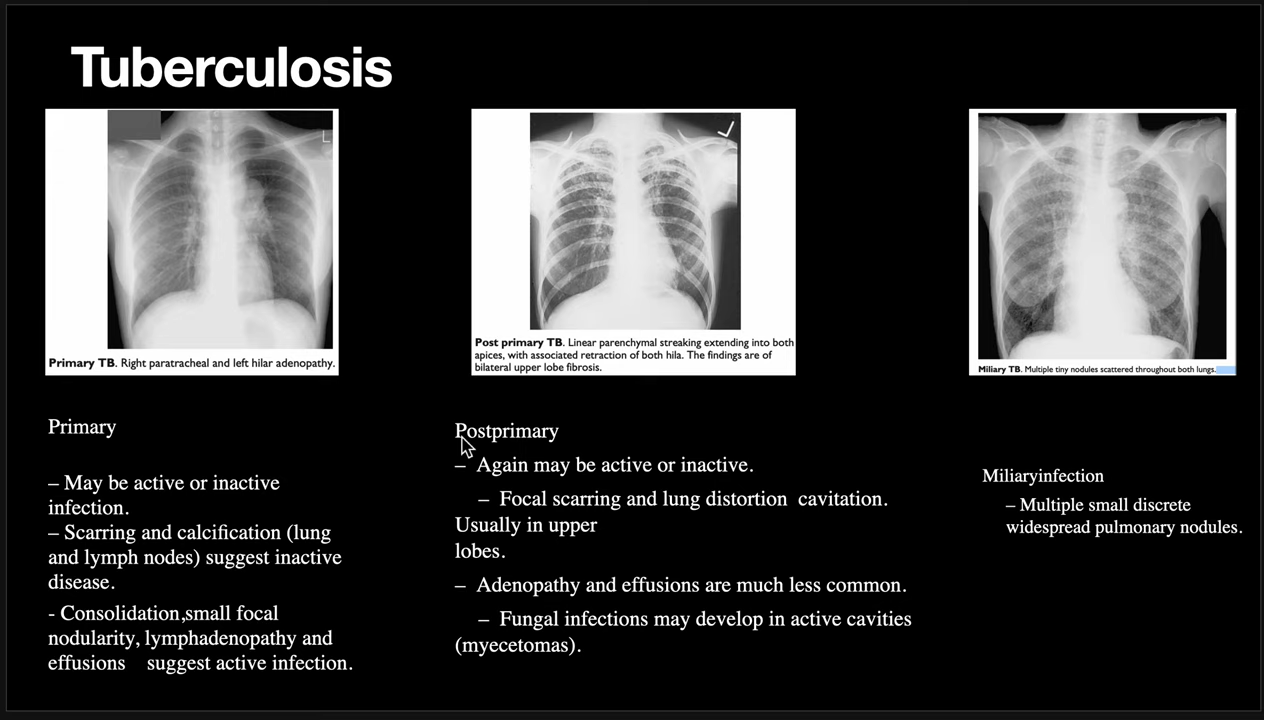 Tuberculosis
L
Primary TB. Right paratracheal and left hilar adenopathy.
Post primary TB. Linear parenchymal streaking extending into both
apices, with associated retraction of both hila. The findings are of
bilateral upper lobe fibrosis.
Miliary TB. Multiple tiny nodules scattered throughout both lungs.
Primary
– May be active or inactive
infection.
– Scarring and calcification (lung
and lymph nodes) suggest inactive
disease.
- Consolidation,small focal
nodularity, lymphadenopathy and
effusions suggest active infection.
Postprimary
– Again may be active or inactive.
– Focal scarring and lung distortion cavitation.
Usually in upper
lobes.
– Adenopathy and effusions are much less common.
– Fungal infections may develop in active cavities
(myecetomas).
Miliaryinfection
– Multiple small discrete
widespread pulmonary nodules.